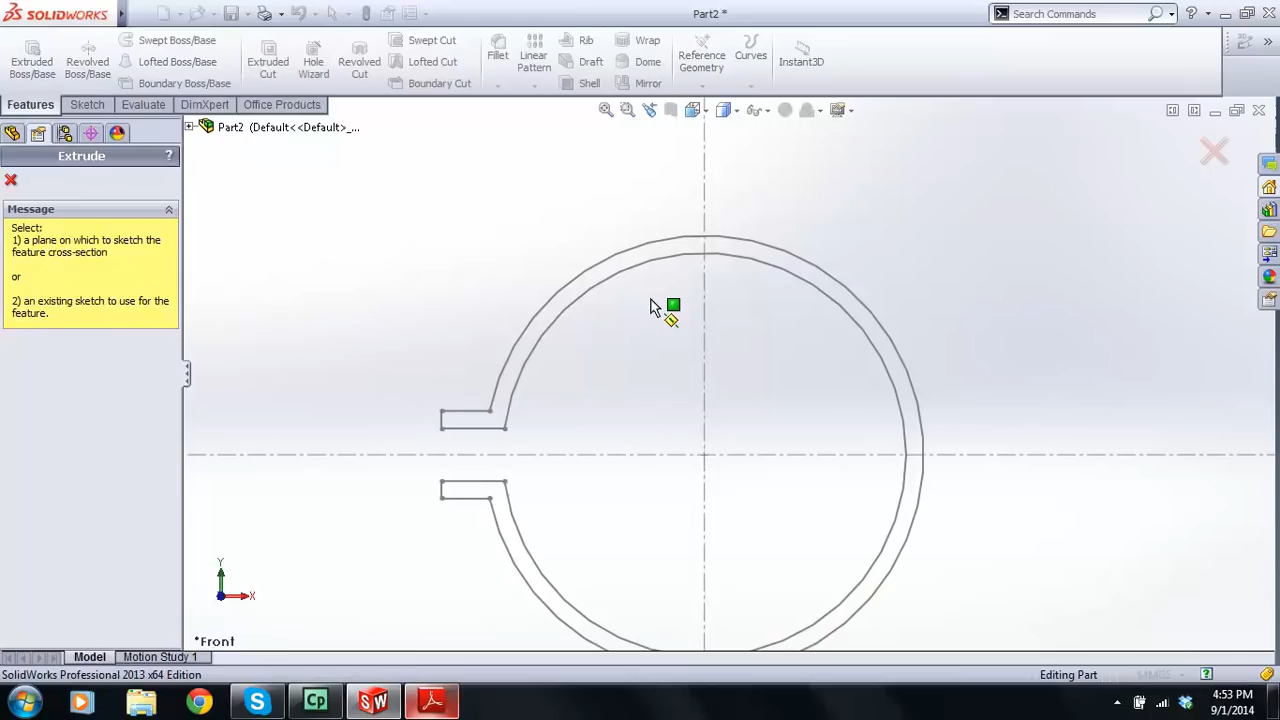 SOLIDWORKS
Part2 *
Search Commands
Extruded
Boss/Base
Revolved
Boss/Base
Swept Boss/Base
Lofted Boss/Base
Boundary Boss/Base
Extruded
Cut
Hole
Wizard
Revolved
Cut
Swept Cut
Lofted Cut
Boundary Cut
Fillet
Linear
Pattern
Rib
Draft
Shell
Wrap
Dome
Mirror
Reference
Geometry
Curves
Instant3D
Features
Sketch
Evaluate
DimXpert
Office Products
Part2 (Default<<Default>_...
Extrude
?
Message
Select:
1) a plane on which to sketch the
feature cross-section
or
2) an existing sketch to use for the
feature.
Y
X
*Front
Model
Motion Study 1
SolidWorks Professional 2013 x64 Edition
Editing Part
MMGS
?
Cp
SW
4:53 PM
9/1/2014